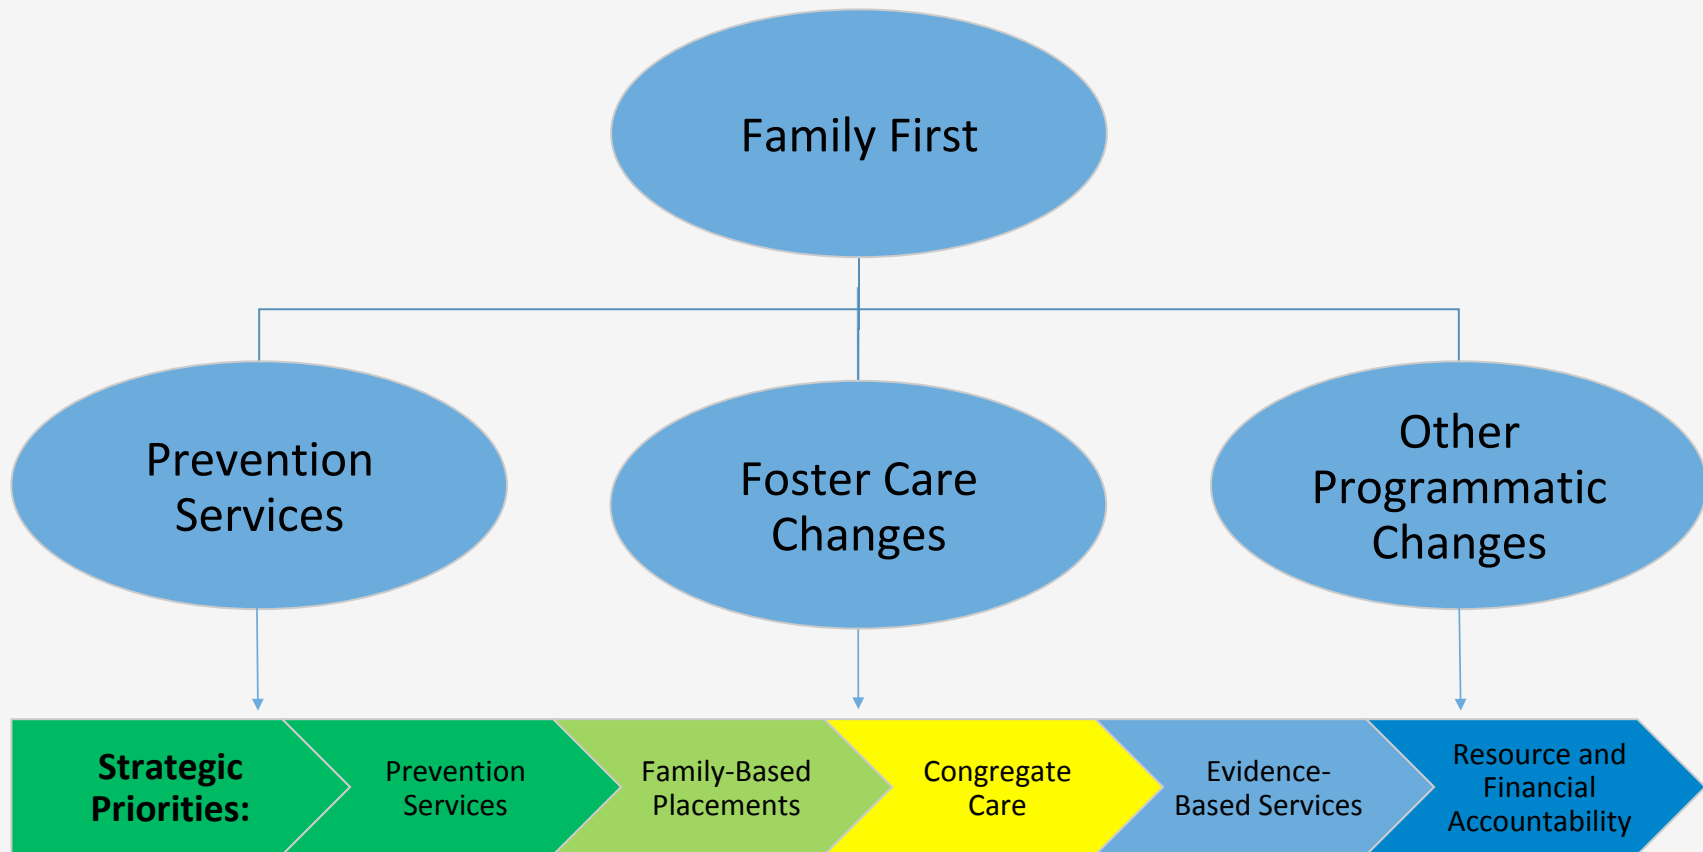 Family First
Prevention
Services
Foster Care
Changes
Other
Programmatic
Changes
Strategic
Priorities:
Prevention
Services
Family-Based
Placements
Congregate
Care
Evidence-
Based Services
Resource and
Financial
Accountability